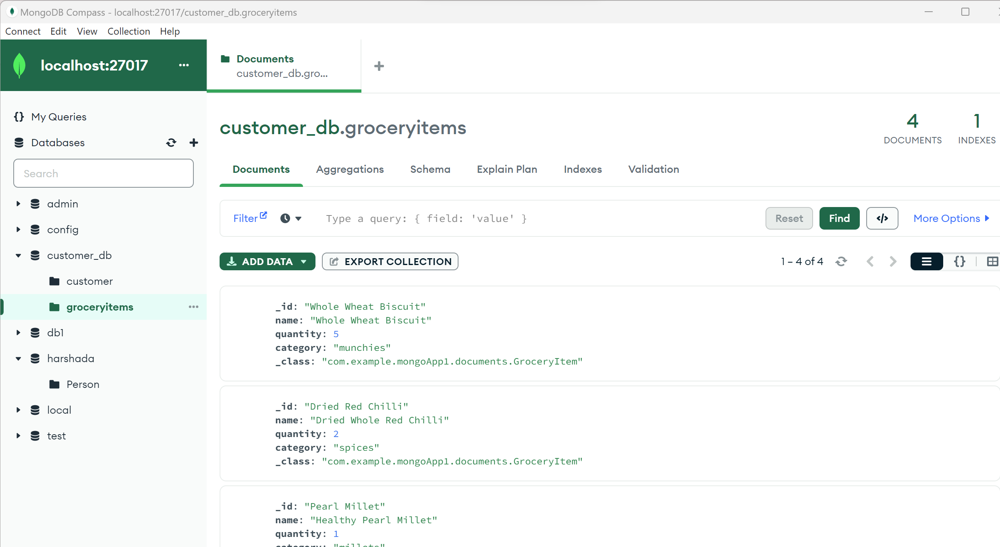 MongoDB Compass - localhost:27017/customer_db.groceryitems
Connect Edit View Collection Help
localhost:27017
My Queries
Databases
Search
admin
config
customer_db
customer
groceryitems
db1
harshada
Person
local
test
Documents
customer_db.gro...
customer_db.groceryitems
4
DOCUMENTS
1
INDEXES
Documents Aggregations Schema Explain Plan Indexes Validation
Filter Type a query: { field: 'value' } Reset Find </> More Options
ADD DATA EXPORT COLLECTION 1 – 4 of 4 {}
_id: "Whole Wheat Biscuit"
name: "Whole Wheat Biscuit"
quantity: 5
category: "munchies"
_class: "com.example.mongoApp1.documents.GroceryItem"
_id: "Dried Red Chilli"
name: "Dried Whole Red Chilli"
quantity: 2
category: "spices"
_class: "com.example.mongoApp1.documents.GroceryItem"
_id: "Pearl Millet"
name: "Healthy Pearl Millet"
quantity: 1
category: "millets"